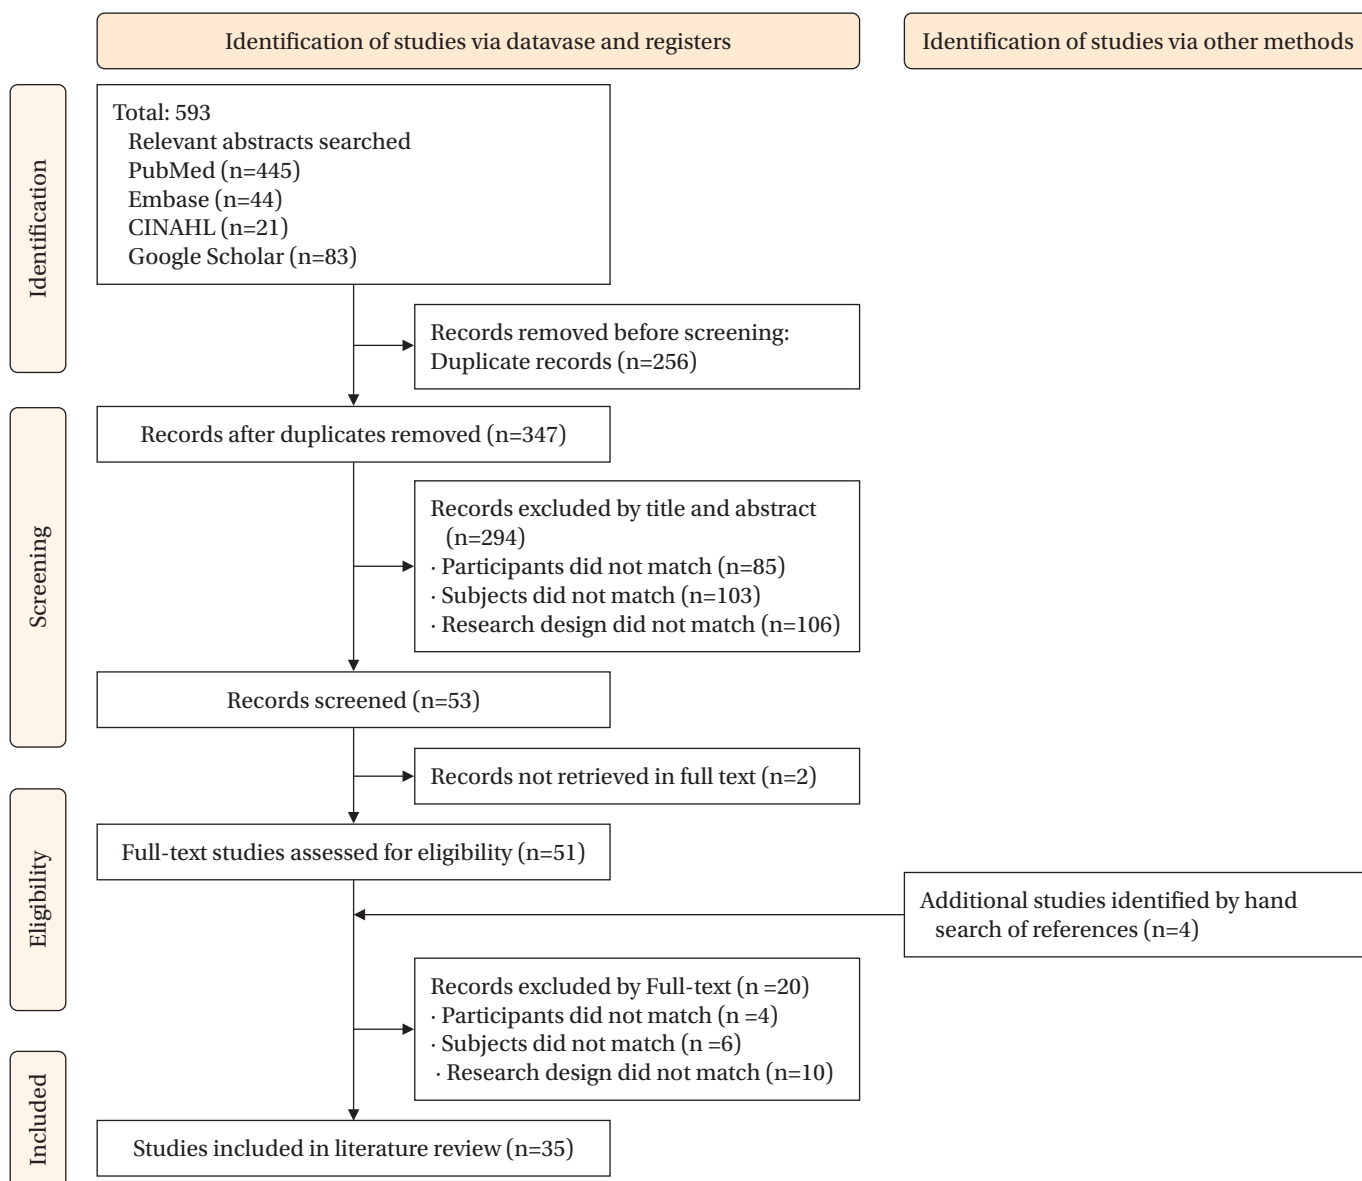 Identification of studies via datavase and registers
Identification of studies via other methods
Identification
Total: 593
Relevant abstracts searched
PubMed (n=445)
Embase (n=44)
CINAHL (n=21)
Google Scholar (n=83)
Records removed before screening:
Duplicate records (n=256)
Screening
Records after duplicates removed (n=347)
Records excluded by title and abstract
(n=294)
· Participants did not match (n=85)
· Subjects did not match (n=103)
· Research design did not match (n=106)
Records screened (n=53)
Records not retrieved in full text (n=2)
Eligibility
Full-text studies assessed for eligibility (n=51)
Additional studies identified by hand
search of references (n=4)
Records excluded by Full-text (n =20)
· Participants did not match (n =4)
· Subjects did not match (n =6)
· Research design did not match (n=10)
Included
Studies included in literature review (n=35)